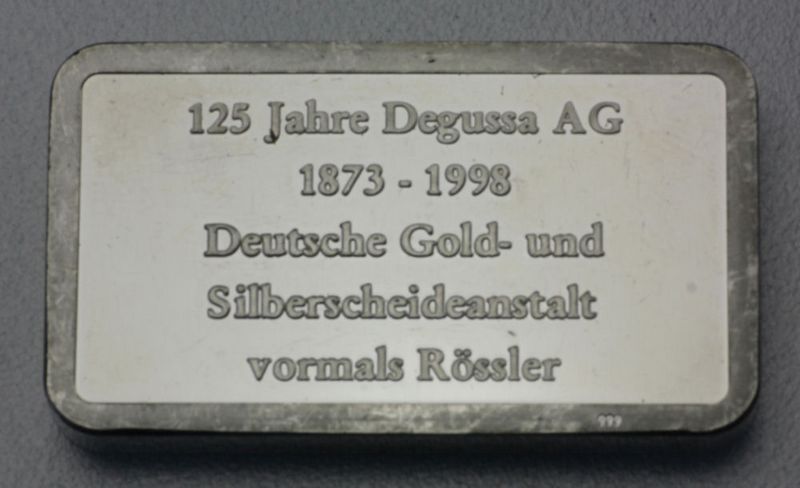 125 Jahre Degussa AG
1873 - 1998
Deutsche Gold- und
Silberscheideanstalt
vormals Rössler
999